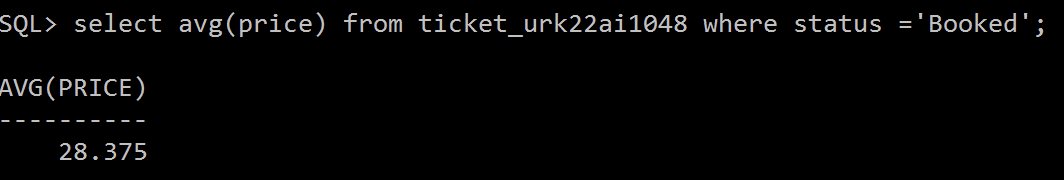 SQL> select avg(price) from ticket_urk22ai1048 where status ='Booked';
AVG(PRICE)
----------
28.375